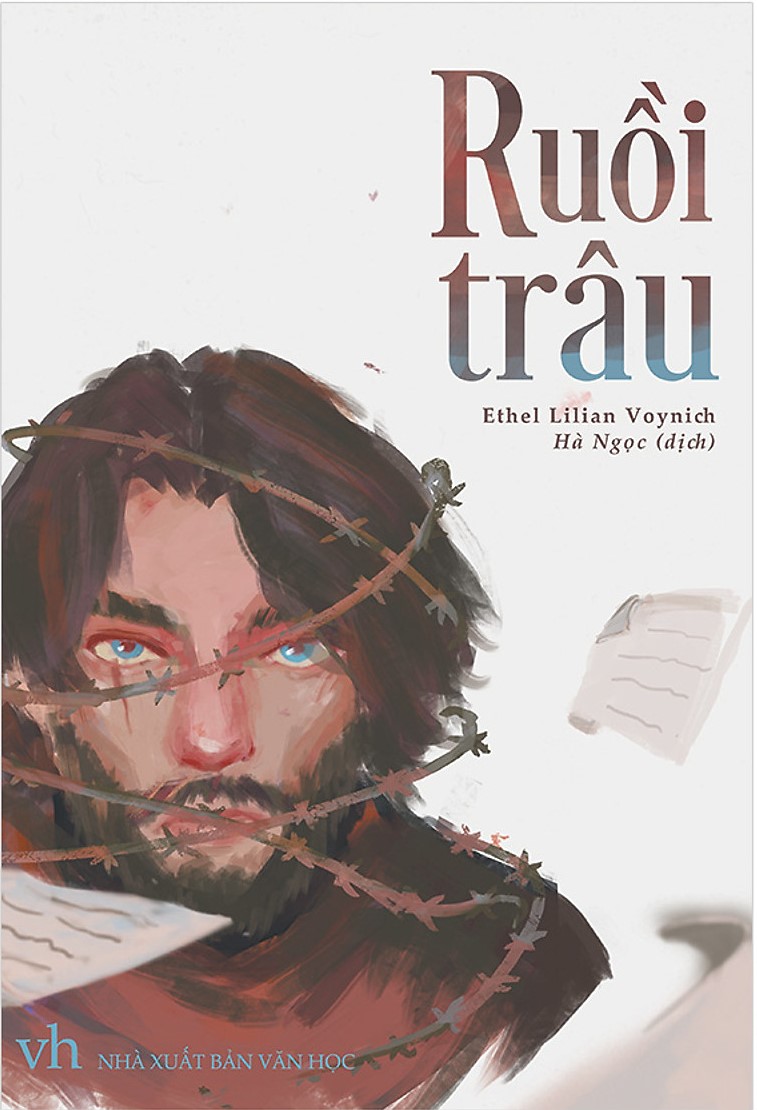 Ruồi
trâu
Ethel Lilian Voynich
Hà Ngọc (dịch)
vh NHÀ XUẤT BẢN VĂN HỌC